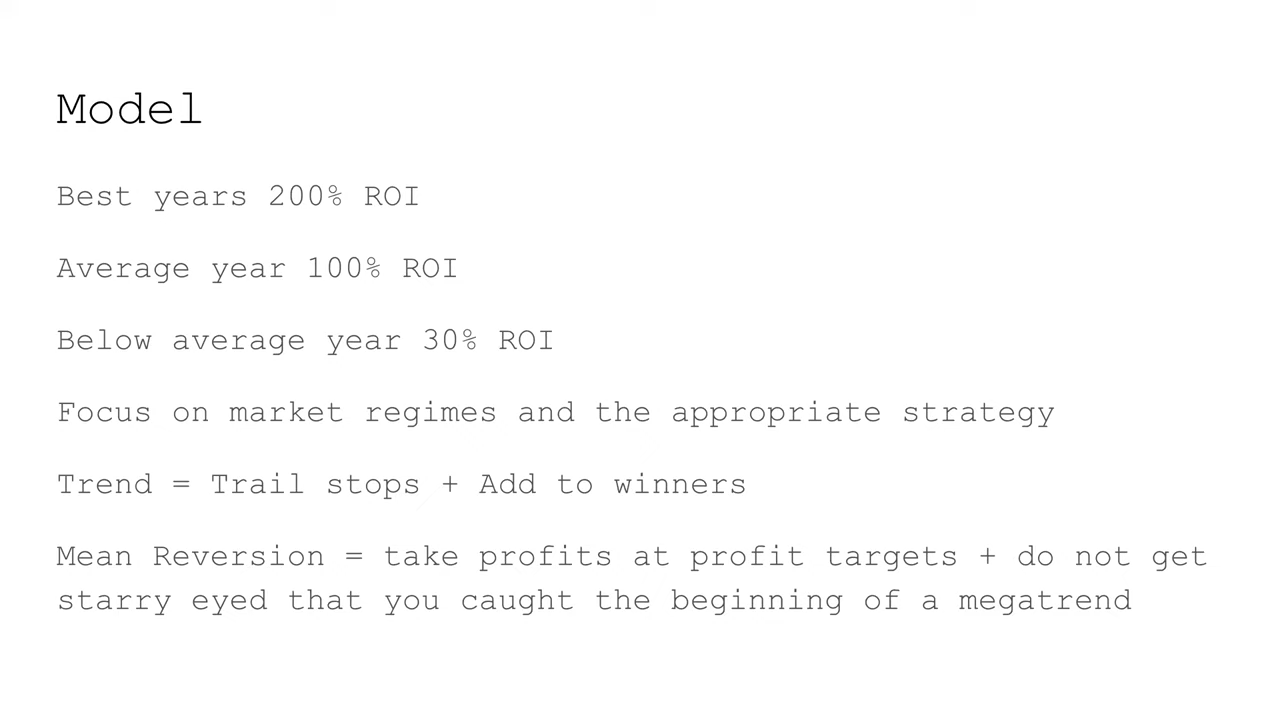 Model
Best years 200% ROI
Average year 100% ROI
Below average year 30% ROI
Focus on market regimes and the appropriate strategy
Trend = Trail stops + Add to winners
Mean Reversion = take profits at profit targets + do not get
starry eyed that you caught the beginning of a megatrend